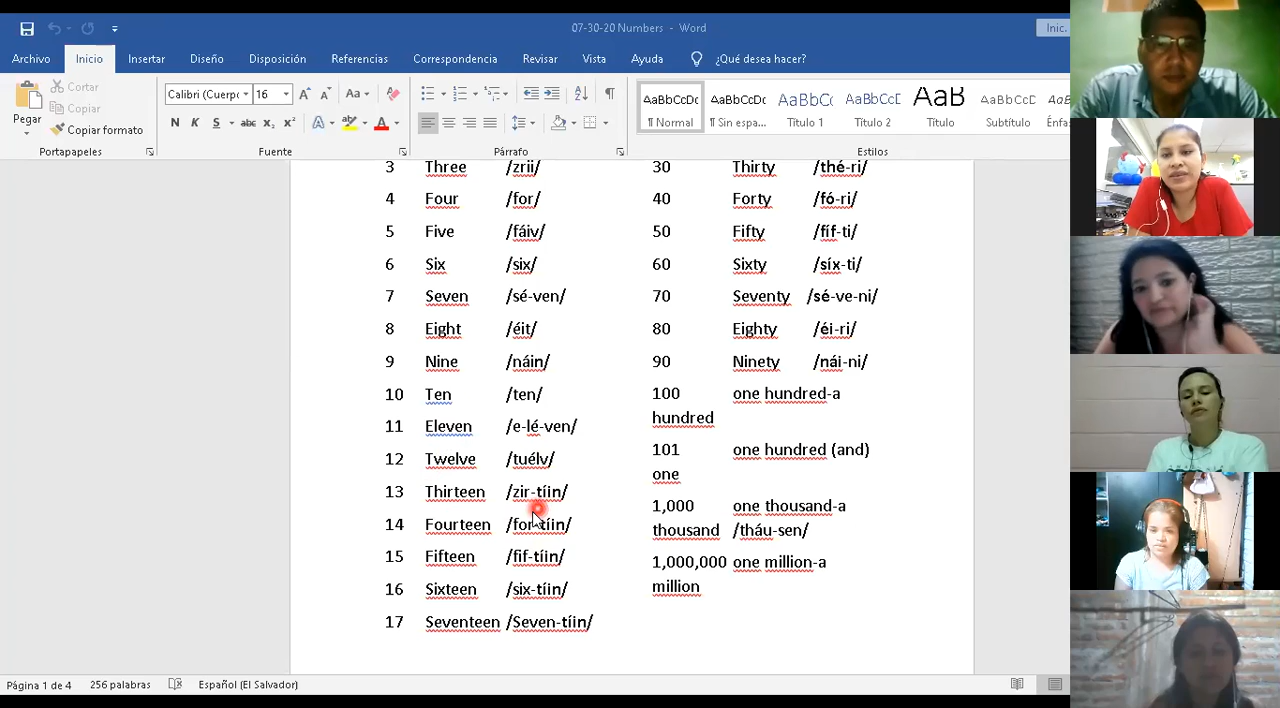 07-30-20 Numbers - Word
Inic.
Archivo Inicio Insertar Diseño Disposición Referencias Correspondencia Revisar Vista Ayuda ¿Qué desea hacer?
Pegar
Cortar
Copiar
Copiar formato
Portapapeles
Calibri (Cuerpo 16
Aa
N K S abc x₂ x²
Fuente
Párrafo
AaBbCcDc AaBbCcDc AaBbCc AaBbCcD AaB AaBbCcD
¶ Normal ¶ Sin espa... Título 1 Título 2 Título Subtítulo Énfas
Estilos
3 Three /zrii/ 30 Thirty /thé-ri/
4 Four /for/ 40 Forty /fó-ri/
5 Five /fáiv/ 50 Fifty /fíf-ti/
6 Six /six/ 60 Sixty /síx-ti/
7 Seven /sé-ven/ 70 Seventy /sé-ve-ni/
8 Eight /éit/ 80 Eighty /éi-ri/
9 Nine /náin/ 90 Ninety /nái-ni/
10 Ten /ten/ 100 one hundred-a
hundred
11 Eleven /e-lé-ven/ 101 one hundred (and)
12 Twelve /tuélv/ one
13 Thirteen /zir-tíin/ 1,000 one thousand-a
14 Fourteen /for-tíin/ thousand /tháu-sen/
15 Fifteen /fif-tíin/ 1,000,000 one million-a
16 Sixteen /six-tíin/ million
17 Seventeen /Seven-tíin/
Página 1 de 4 256 palabras Español (El Salvador)